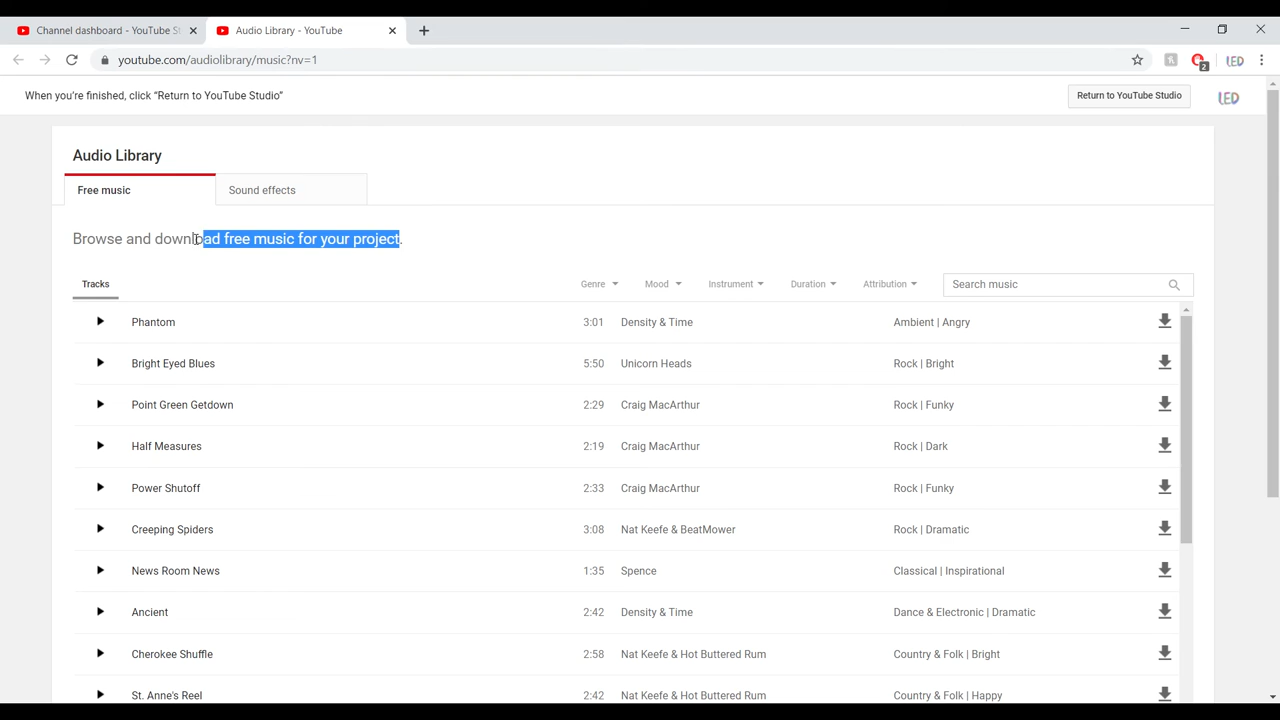 Channel dashboard - YouTube St
Audio Library - YouTube
youtube.com/audiolibrary/music?nv=1
2
LED
When you're finished, click “Return to YouTube Studio”
Return to YouTube Studio
LED
Audio Library
Free music
Sound effects
Browse and download free music for your project.
Tracks
Genre
Mood
Instrument
Duration
Attribution
Search music
Phantom 3:01 Density & Time Ambient | Angry
Bright Eyed Blues 5:50 Unicorn Heads Rock | Bright
Point Green Getdown 2:29 Craig MacArthur Rock | Funky
Half Measures 2:19 Craig MacArthur Rock | Dark
Power Shutoff 2:33 Craig MacArthur Rock | Funky
Creeping Spiders 3:08 Nat Keefe & BeatMower Rock | Dramatic
News Room News 1:35 Spence Classical | Inspirational
Ancient 2:42 Density & Time Dance & Electronic | Dramatic
Cherokee Shuffle 2:58 Nat Keefe & Hot Buttered Rum Country & Folk | Bright
St. Anne's Reel 2:42 Nat Keefe & Hot Buttered Rum Country & Folk | Happy